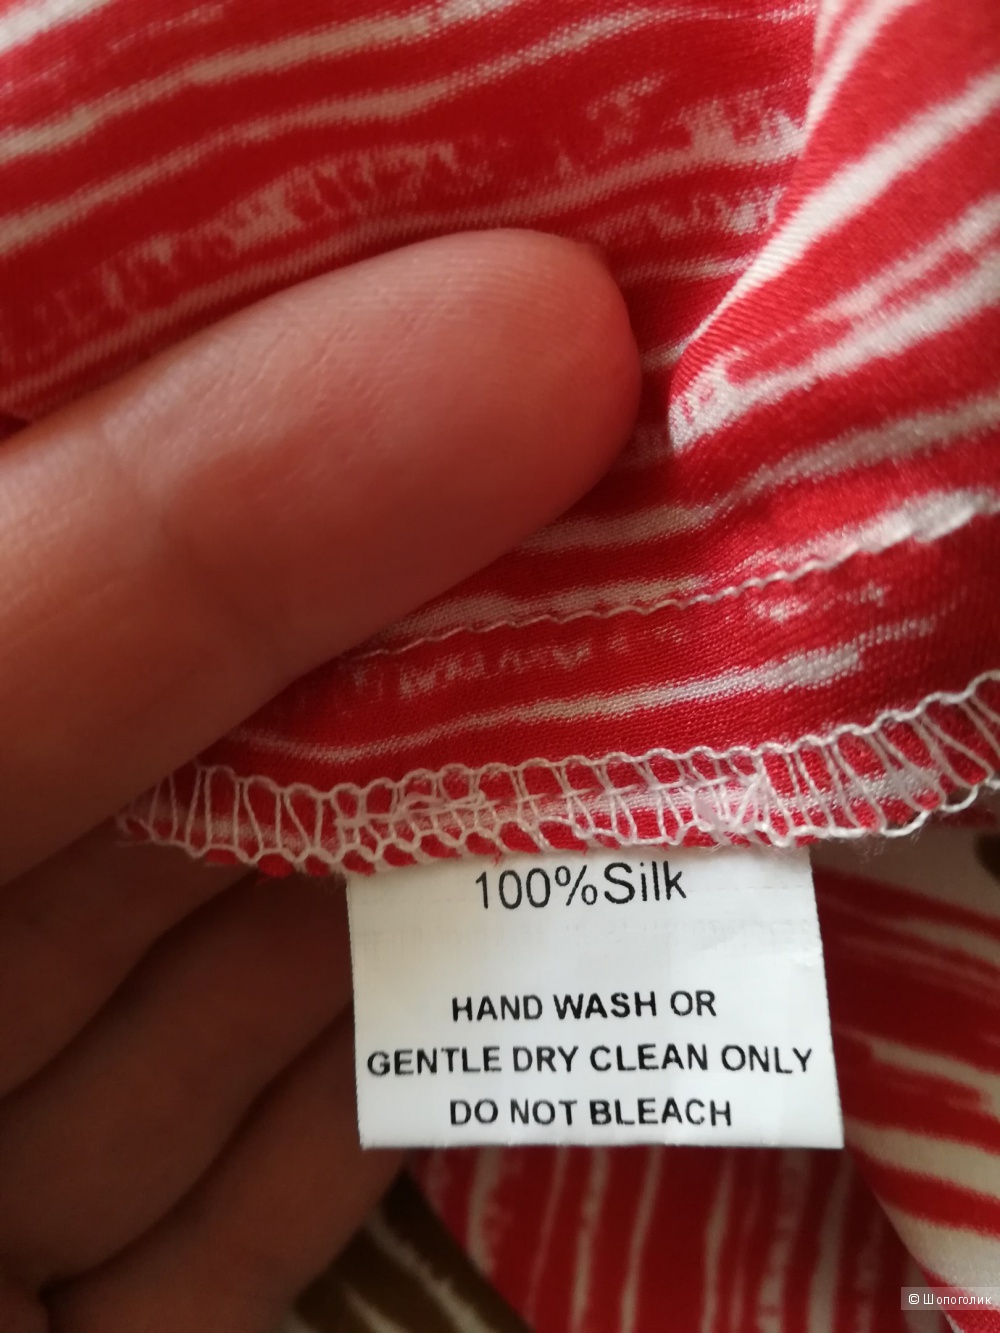 100%Silk
HAND WASH OR
GENTLE DRY CLEAN ONLY
DO NOT BLEACH
© Шопоголик